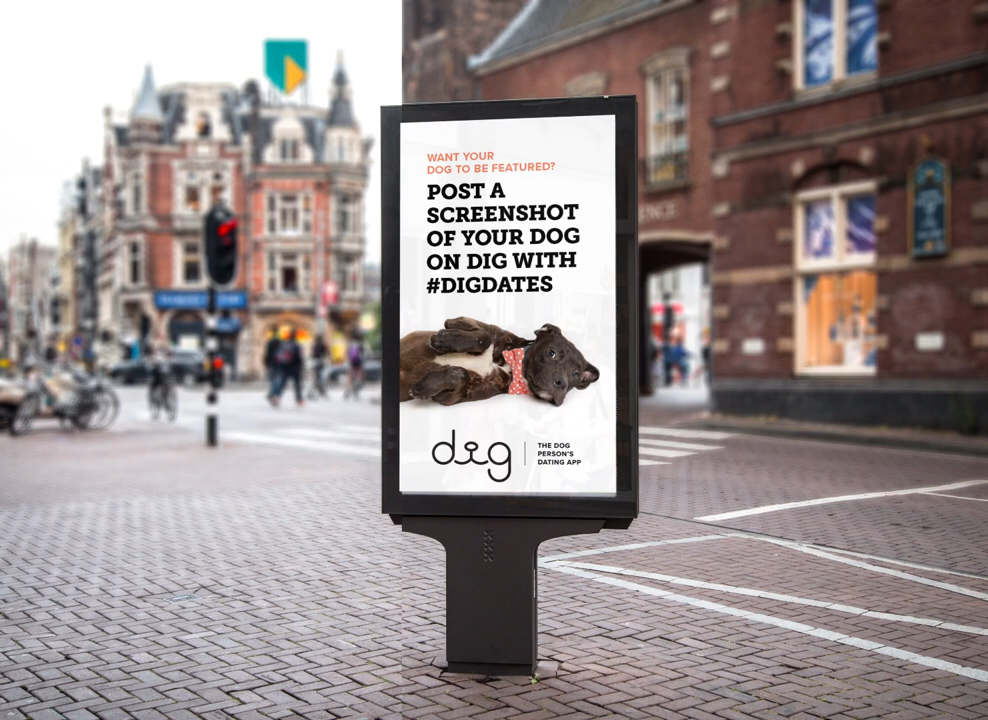 WANT YOUR
DOG TO BE FEATURED?
POST A
SCREENSHOT
OF YOUR DOG
ON DIG WITH
#DIGDATES
dig
THE DOG
PERSON'S
DATING APP